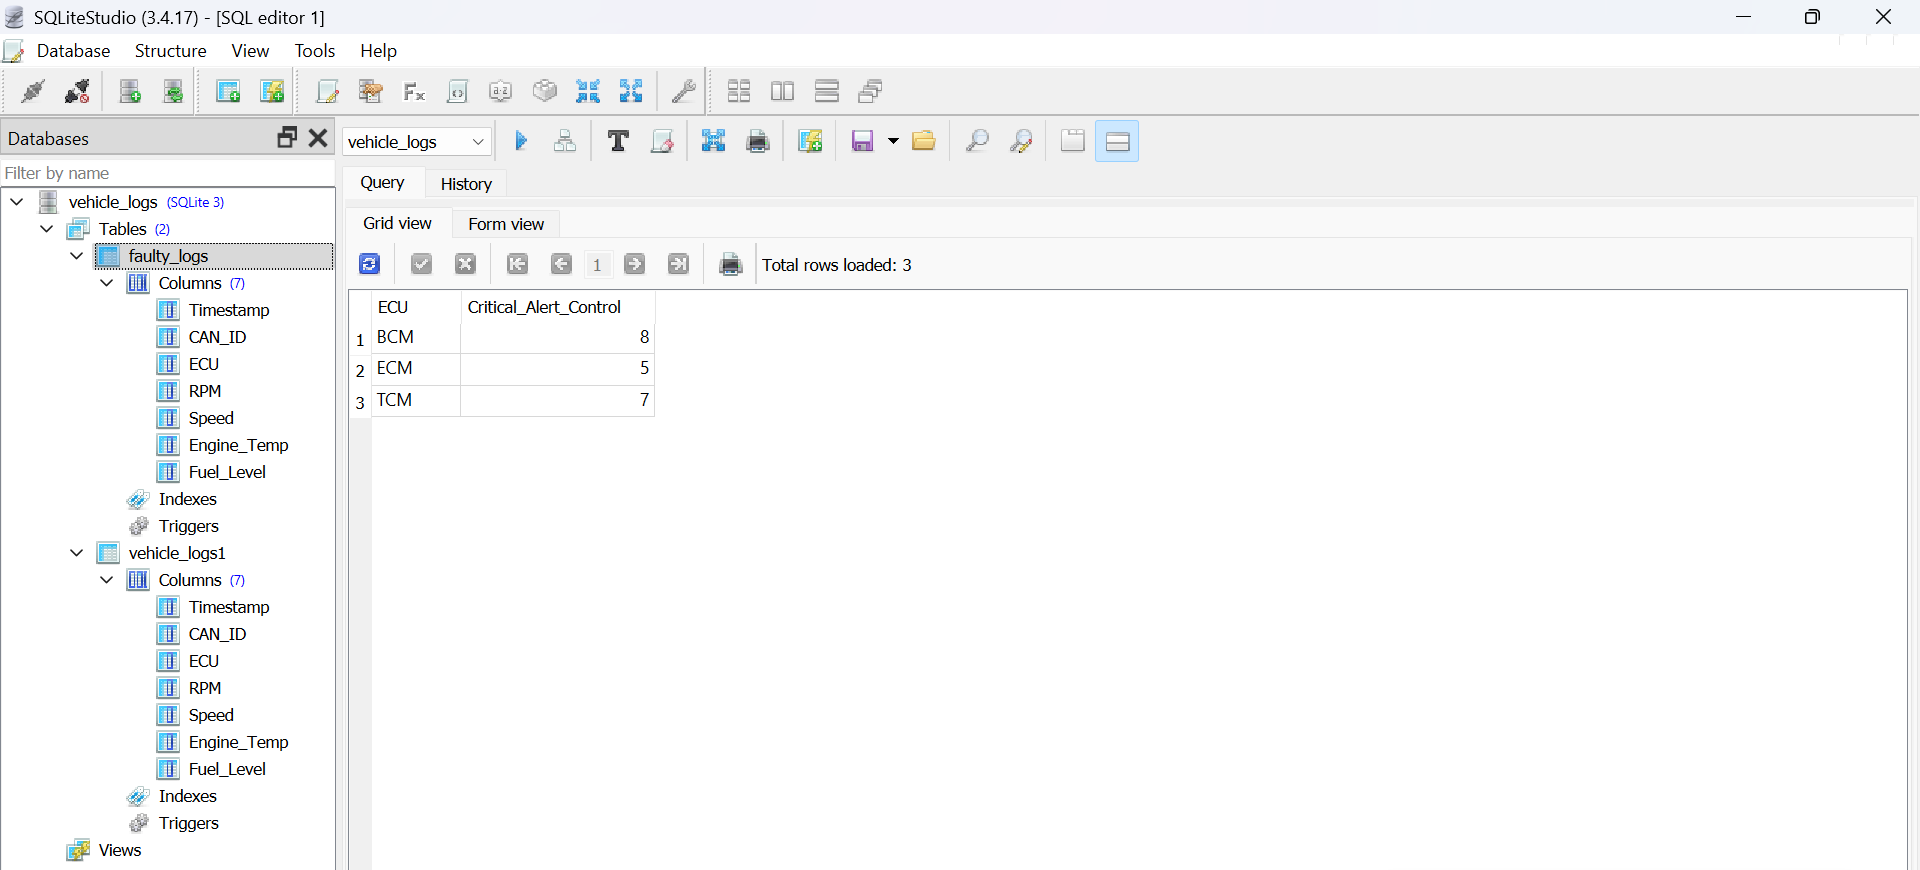 SQLiteStudio (3.4.17) - [SQL editor 1]
Database Structure View Tools Help
Databases
vehicle_logs
Filter by name
Query History
vehicle_logs (SQLite 3)
Tables (2)
faulty_logs
Columns (7)
Timestamp
CAN_ID
ECU
RPM
Speed
Engine_Temp
Fuel_Level
Indexes
Triggers
vehicle_logs1
Columns (7)
Timestamp
CAN_ID
ECU
RPM
Speed
Engine_Temp
Fuel_Level
Indexes
Triggers
Views
Grid view Form view
1 Total rows loaded: 3
ECU Critical_Alert_Control
1 BCM 8
2 ECM 5
3 TCM 7